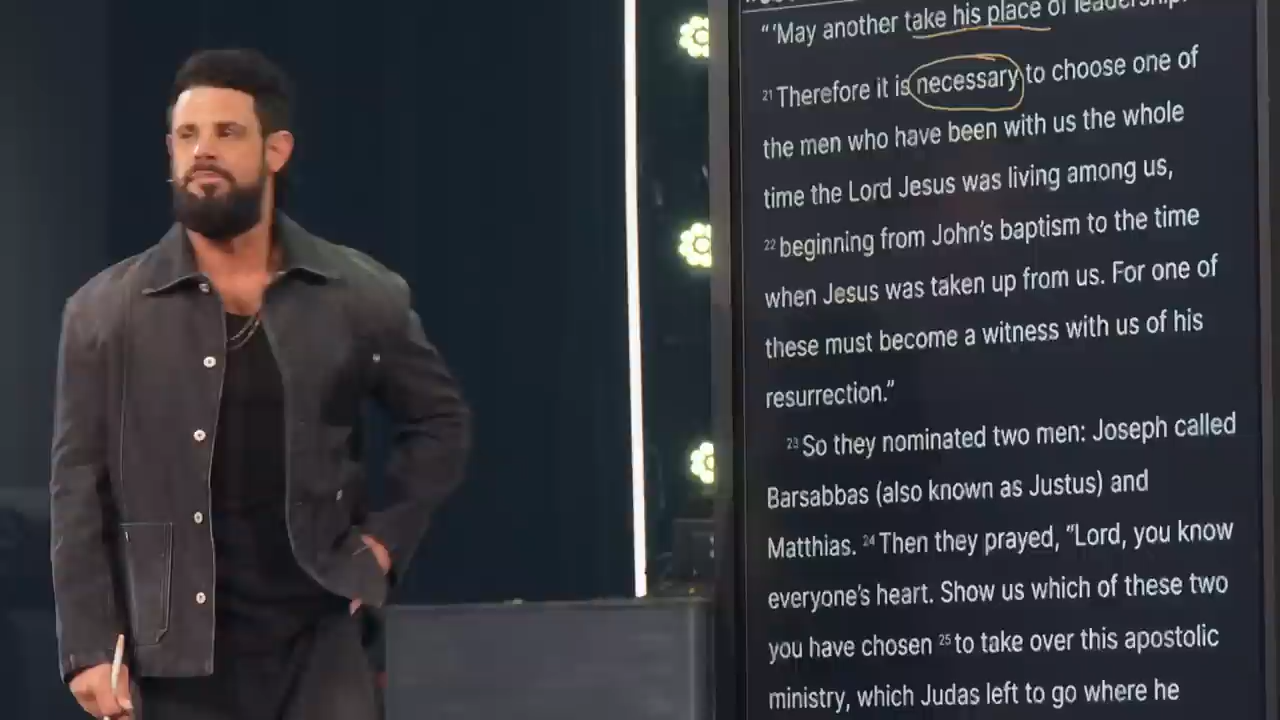 "'May another take his place of leadership.'
²¹ Therefore it is necessary to choose one of
the men who have been with us the whole
time the Lord Jesus was living among us,
²² beginning from John's baptism to the time
when Jesus was taken up from us. For one of
these must become a witness with us of his
resurrection."
²³ So they nominated two men: Joseph called
Barsabbas (also known as Justus) and
Matthias. ²⁴ Then they prayed, "Lord, you know
everyone's heart. Show us which of these two
you have chosen ²⁵ to take over this apostolic
ministry, which Judas left to go where he